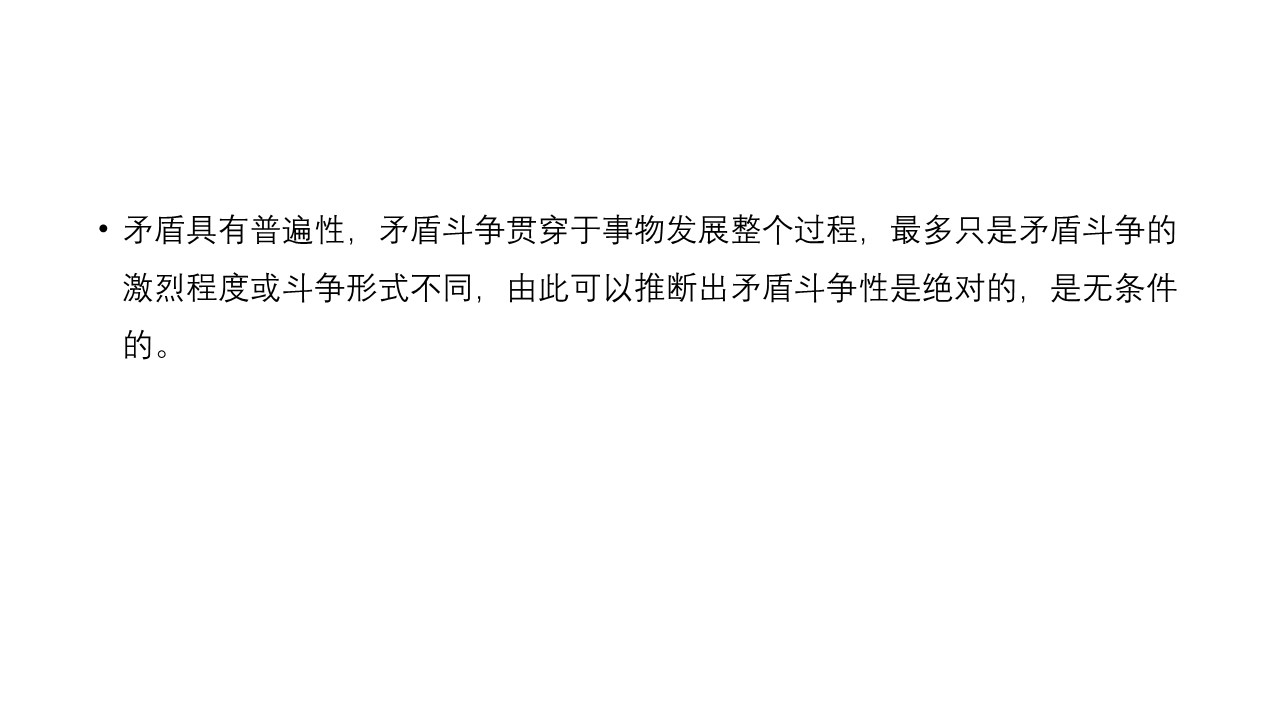 • 矛盾具有普遍性，矛盾斗争贯穿于事物发展整个过程，最多只是矛盾斗争的
激烈程度或斗争形式不同，由此可以推断出矛盾斗争性是绝对的，是无条件
的。